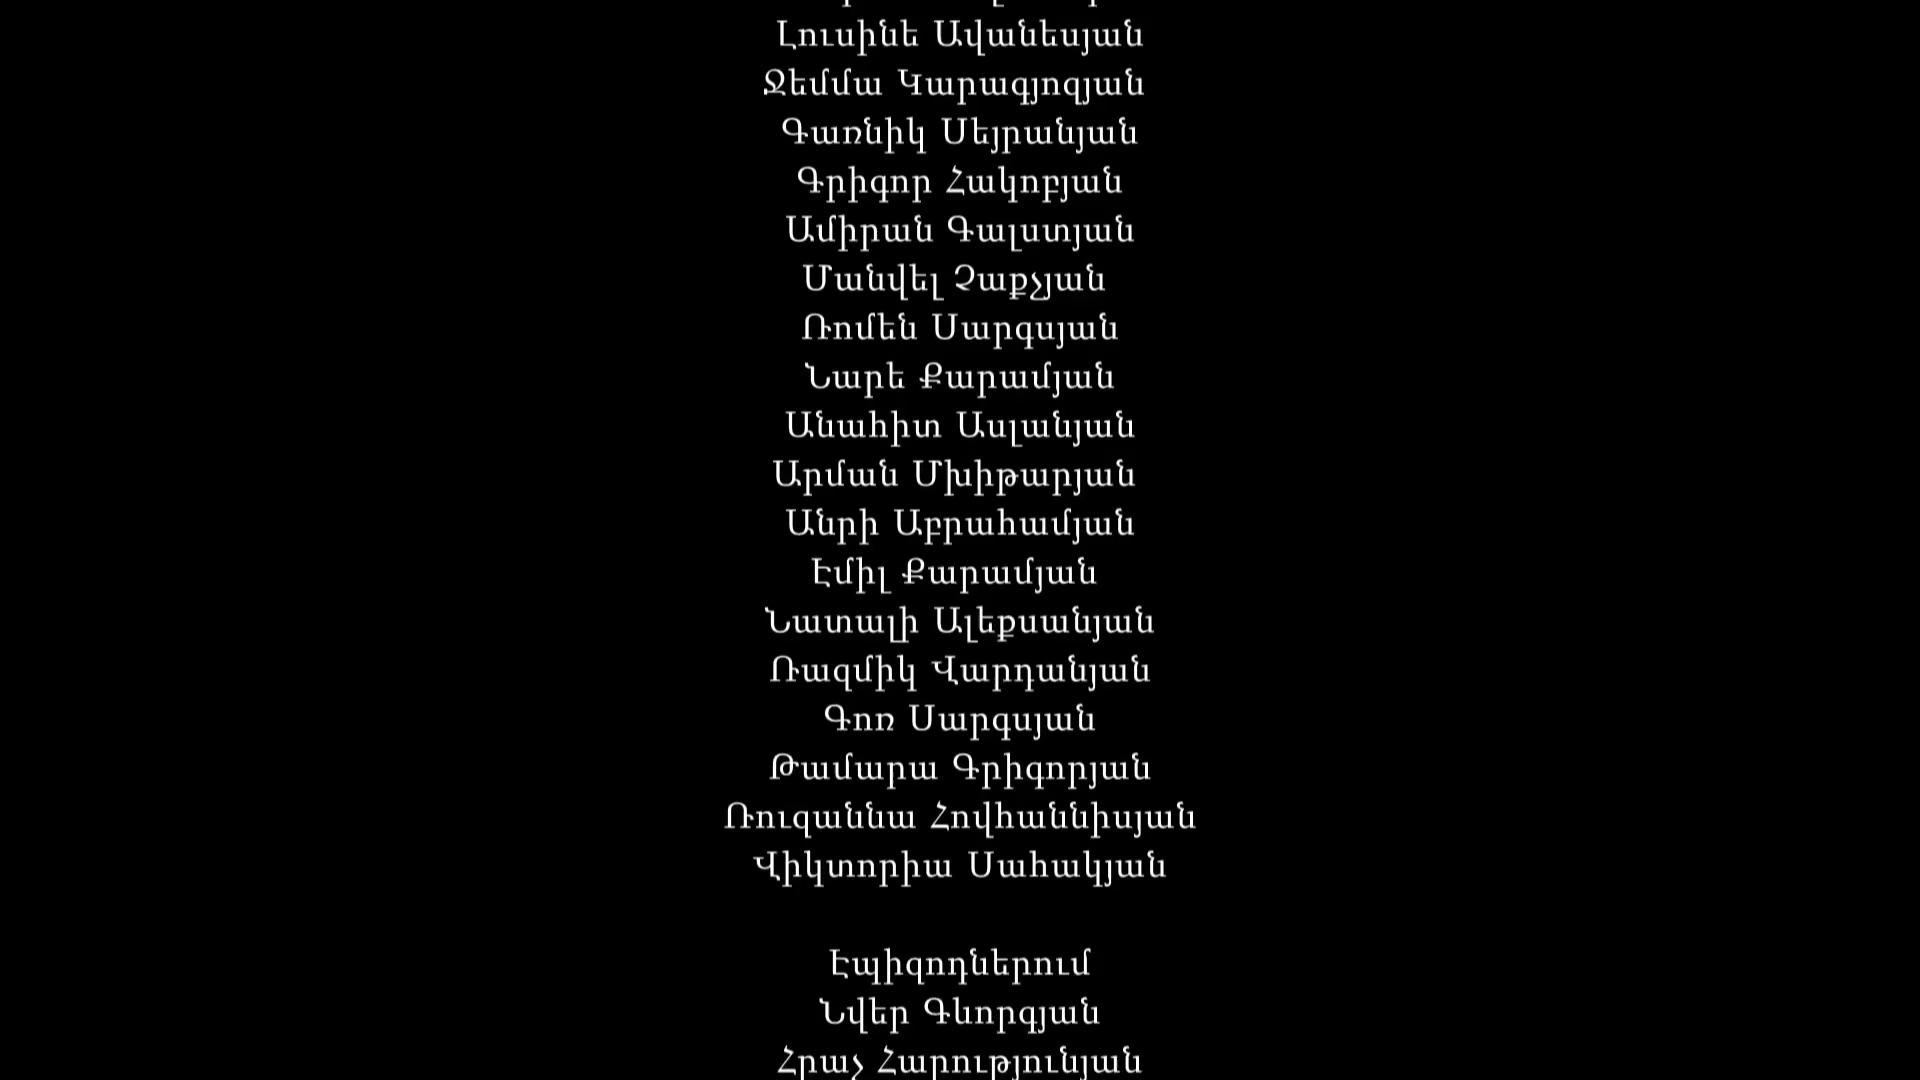 Լուսինե Ավանեսյան
Ջեմմա Կարագյոզյան
Գառնիկ Սեյրանյան
Գրիգոր Հակոբյան
Ամիրան Գալստյան
Մանվել Չաքչյան
Ռոմեն Սարգսյան
Նարե Քարամյան
Անահիտ Ասլանյան
Արման Մխիթարյան
Անրի Աբրահամյան
Էմիլ Քարամյան
Նատալի Ալեքսանյան
Ռազմիկ Վարդանյան
Գոռ Սարգսյան
Թամարա Գրիգորյան
Ռուզաննա Հովհաննիսյան
Վիկտորիա Սահակյան
Էպիզոդներում
Նվեր Գևորգյան
Հրաչ Հարությունյան